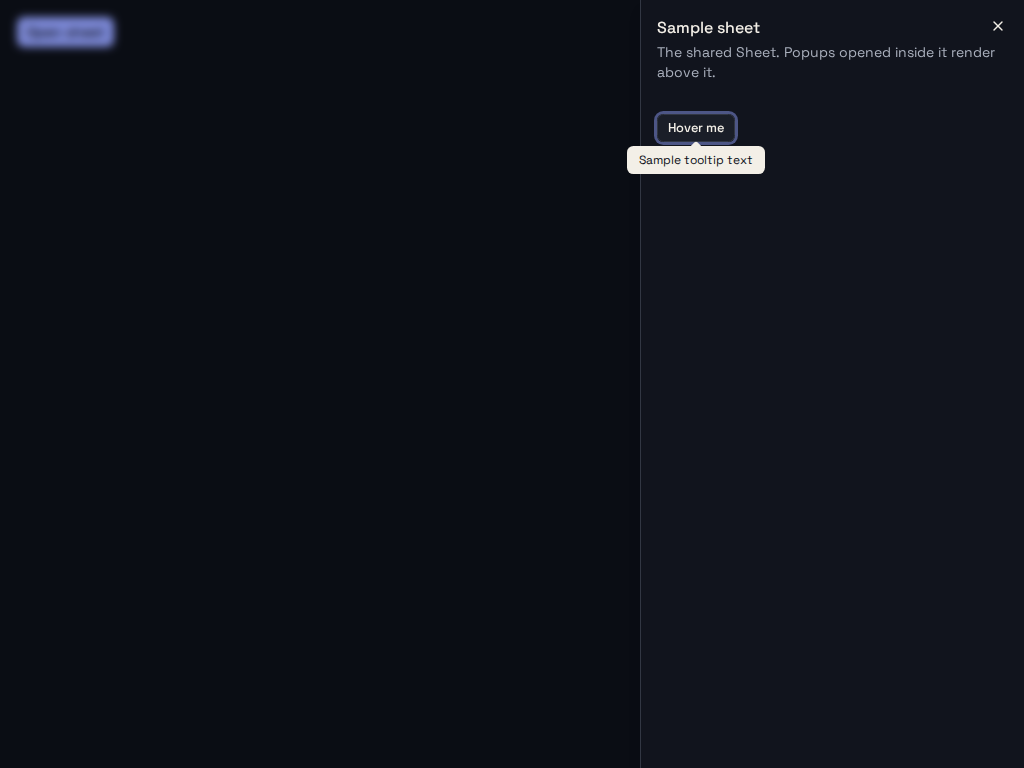 Sample sheet
The shared Sheet. Popups opened inside it render
above it.
Hover me
Sample tooltip text